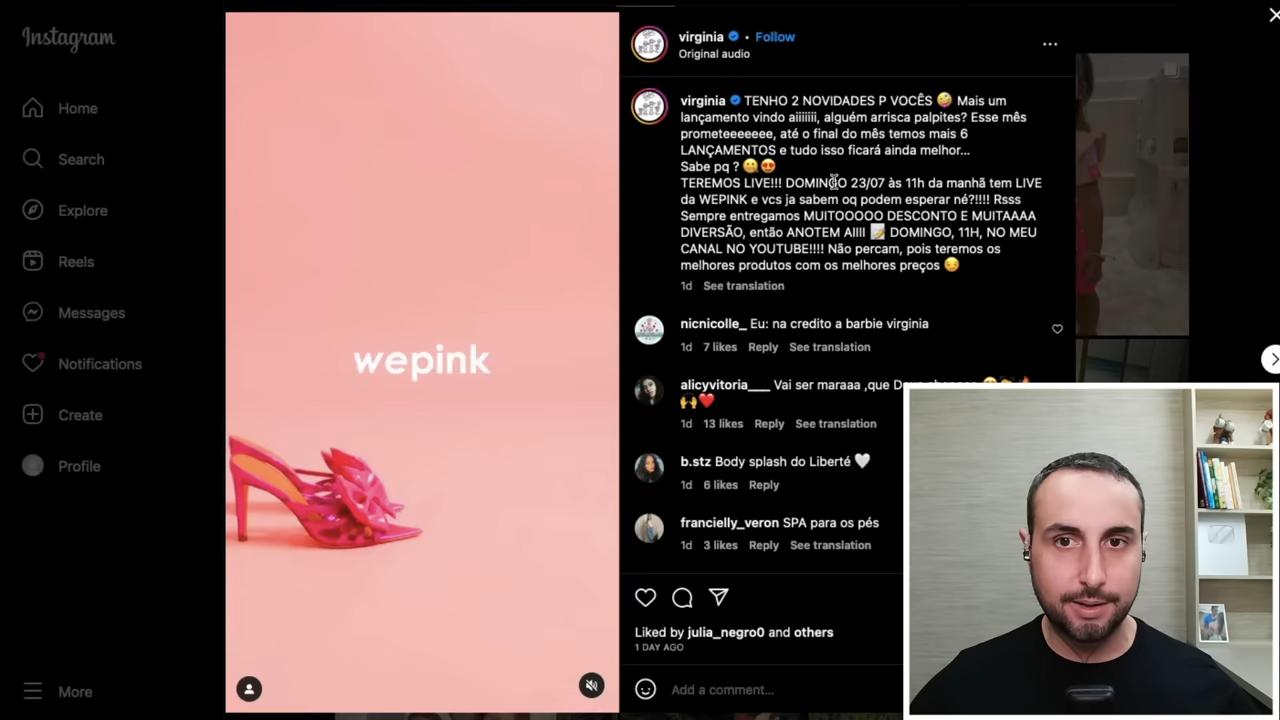 Instagram
Home
Search
Explore
Reels
Messages
Notifications
Create
Profile
More
wepink
virginia • Follow
Original audio
virginia TENHO 2 NOVIDADES P VOCÊS 🤪 Mais um
lançamento vindo aiiiiiii, alguém arrisca palpites? Esse mês
prometeeeeeee, até o final do mês temos mais 6
LANÇAMENTOS e tudo isso ficará ainda melhor...
Sabe pq ? 🤫😍
TEREMOS LIVE!!! DOMINGO 23/07 às 11h da manhã tem LIVE
da WEPINK e vcs ja sabem oq podem esperar né?!!!! Rsss
Sempre entregamos MUITOOOOO DESCONTO E MUITAAAA
DIVERSÃO, então ANOTEM AIIII 📝 DOMINGO, 11H, NO MEU
CANAL NO YOUTUBE!!!! Não percam, pois teremos os
melhores produtos com os melhores preços 😏
1d See translation
nicnicolle_ Eu: na credito a barbie virginia
1d 7 likes Reply See translation
alicyvitoria___ Vai ser maraaa ,que
🙌❤️
1d 13 likes Reply See translation
b.stz Body splash do Liberté 🤍
1d 6 likes Reply
francielly_veron SPA para os pés
1d 3 likes Reply See translation
Liked by julia_negro0 and others
1 DAY AGO
Add a comment...